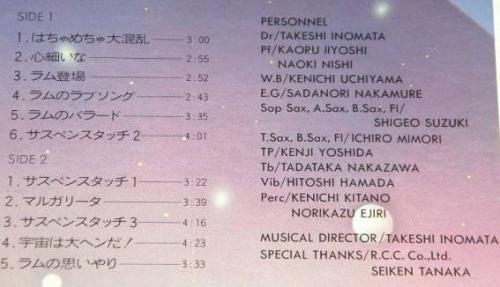 SIDE 1
1. はちゃめちゃ大混乱 3:00
2. 心細いな 2:55
3. ラム登場 2:52
4. ラムのラブソング 2:43
5. ラムのバラード 3:35
6. サスペンスタッチ2 4:01
SIDE 2
1. サスペンスタッチ1 3:22
2. マルガリータ 3:39
3. サスペンスタッチ3 4:16
4. 宇宙は大ヘンだ! 4:23
5. ラムの思いやり 3:33
PERSONNEL
Dr/TAKESHI INOMATA
Pf/KAORU IIYOSHI
NAOKI NISHI
W.B/KENICHI UCHIYAMA
E.G/SADANORI NAKAMURE
Sop Sax, A.Sax, B.Sax, Fl/
SHIGEO SUZUKI
T.Sax, B.Sax, Fl/ICHIRO MIMORI
TP/KENJI YOSHIDA
Tb/TADATAKA NAKAZAWA
Vib/HITOSHI HAMADA
Perc/KENICHI KITANO
NORIKAZU EJIRI
MUSICAL DIRECTOR/TAKESHI INOMATA
SPECIAL THANKS/R.C.C. Co.,Ltd.
SEIKEN TANAKA